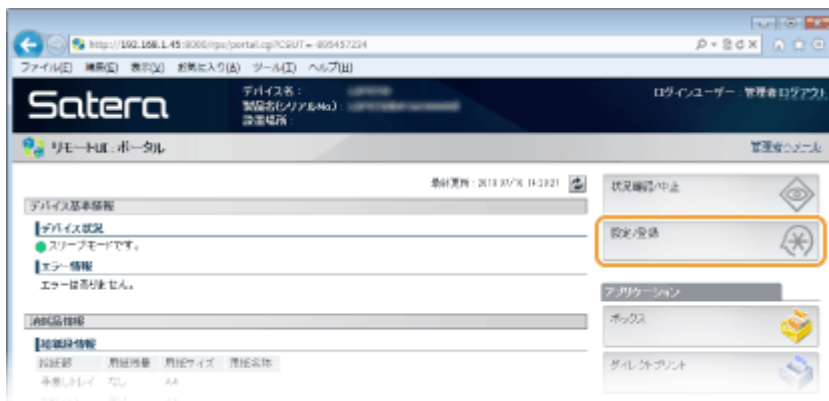 http://192.168.1.45:8000/rps/portal.cgi?CSUT=-895457224
ファイル(F) 編集(E) 表示(V) お気に入り(A) ツール(T) ヘルプ(H)
Satera
デバイス名:
製品名(シリアルNo.):
設置場所:
ログインユーザー: 管理者 ログアウト
リモートUI: ポータル
管理者へメール
最終更新:
状況確認/中止
設定/登録
アプリケーション
ボックス
ダイレクトプリント
デバイス基本情報
デバイス状況
スリープモードです。
エラー情報
エラーはありません。
消耗品情報
給紙段情報
給紙部 用紙残量 用紙サイズ 用紙名称
手差しトレイ なし A4